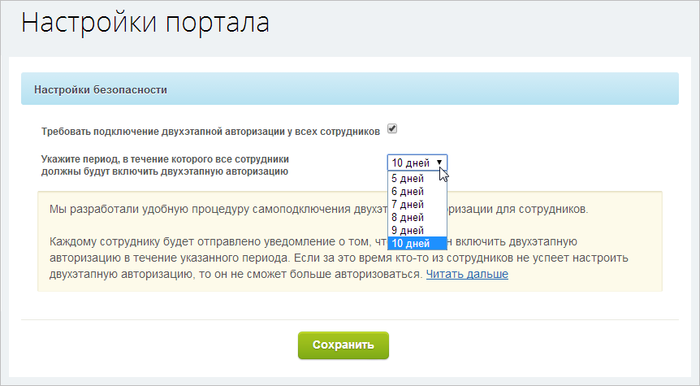 Настройки портала
Настройки безопасности
Требовать подключение двухэтапной авторизации у всех сотрудников
Укажите период, в течение которого все сотрудники
должны будут включить двухэтапную авторизацию
10 дней
5 дней
6 дней
7 дней
8 дней
9 дней
10 дней
Мы разработали удобную процедуру самоподключения двухэт оризации для сотрудников.
Каждому сотруднику будет отправлено уведомление о том, чт н включить двухэтапную
авторизацию в течение указанного периода. Если за это время кто-то из сотрудников не успеет настроить
двухэтапную авторизацию, то он не сможет больше авторизоваться. Читать дальше
Сохранить